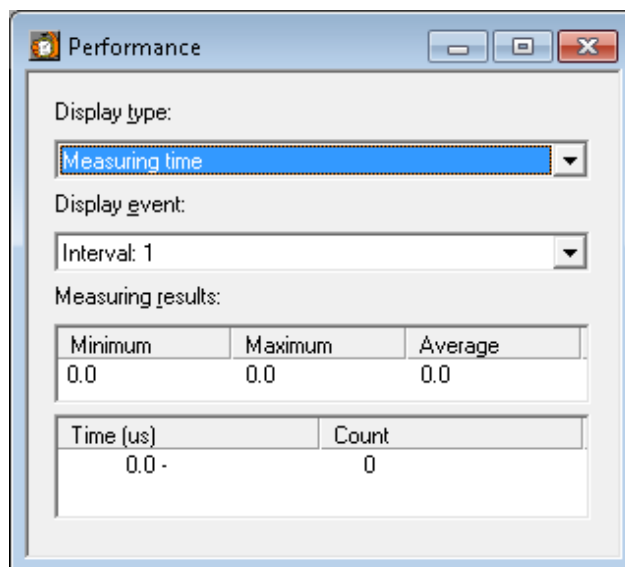 Performance
Display type:
Measuring time
Display event:
Interval: 1
Measuring results:
Minimum Maximum Average
0.0 0.0 0.0
Time (us) Count
0.0 - 0